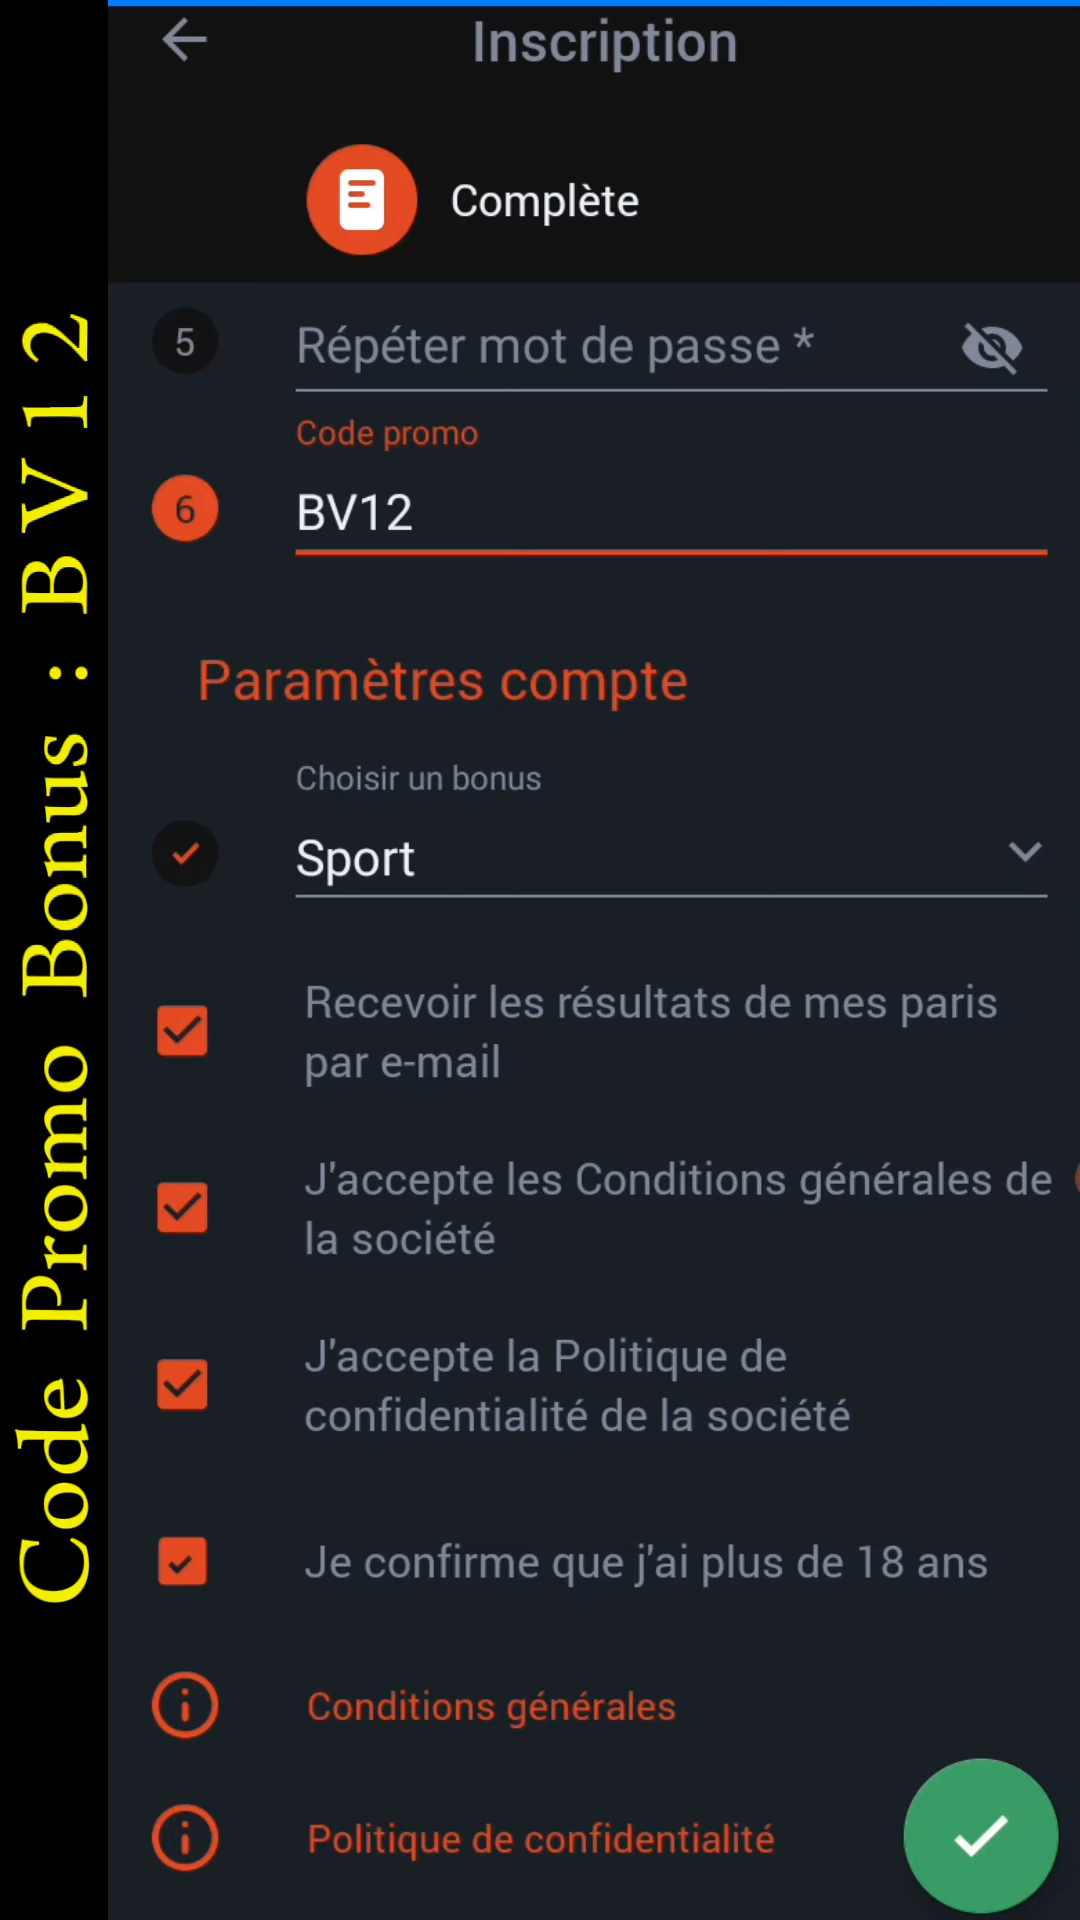 Code Promo Bonus : BV12
Inscription
Complète
5
Répéter mot de passe *
Code promo
6
BV12
Paramètres compte
Choisir un bonus
Sport
Recevoir les résultats de mes paris
par e-mail
J'accepte les Conditions générales de
la société
J'accepte la Politique de
confidentialité de la société
Je confirme que j'ai plus de 18 ans
Conditions générales
Politique de confidentialité